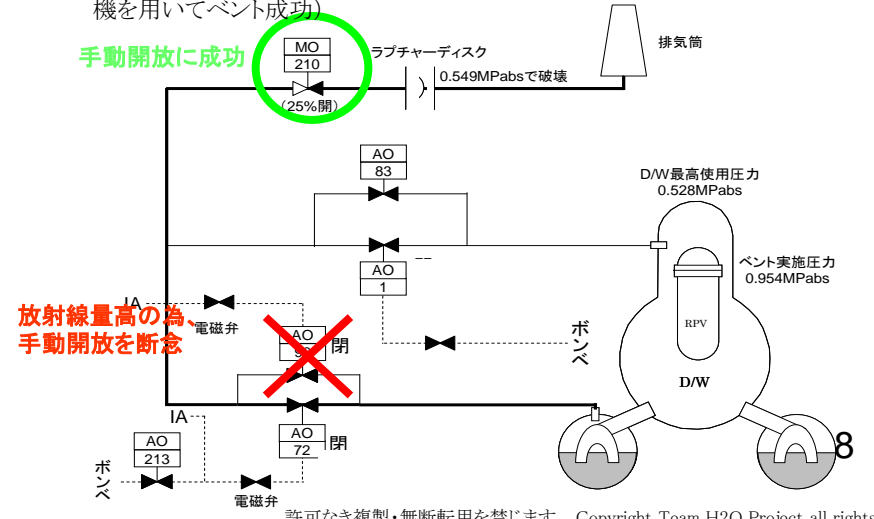 機を用いてベント成功)
手動開放に成功
MO
210
(25%開)
ラプチャーディスク
0.549MPabsで破壊
排気筒
AO
83
D/W最高使用圧力
0.528MPabs
AO
1
ベント実施圧力
0.954MPabs
RPV
D/W
IA
放射線量高の為、
手動開放を断念
電磁弁
AO
閉
ボンベ
IA
AO
72
閉
AO
213
ボンベ
電磁弁
8
許可なき複製・無断転用を禁じます Copyright Team H2O Project all rights